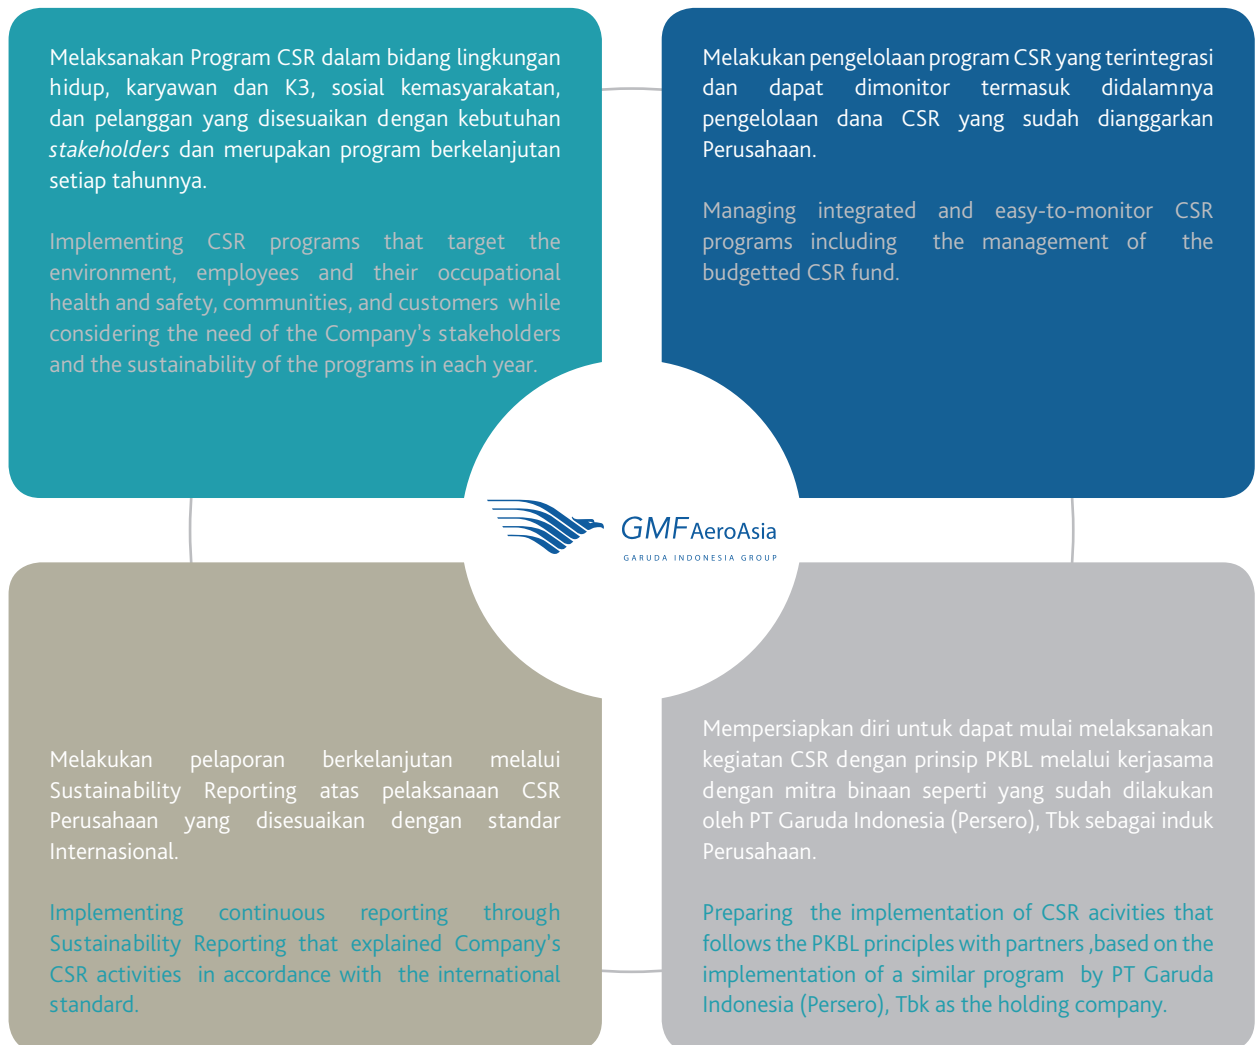 Melaksanakan Program CSR dalam bidang lingkungan
hidup, karyawan dan K3, sosial kemasyarakatan,
dan pelanggan yang disesuaikan dengan kebutuhan
stakeholders dan merupakan program berkelanjutan
setiap tahunnya.
Implementing CSR programs that target the
environment, employees and their occupational
health and safety, communities, and customers while
considering the need of the Company's stakeholders
and the sustainability of the programs in each year.
Melakukan pengelolaan program CSR yang terintegrasi
dan dapat dimonitor termasuk didalamnya
pengelolaan dana CSR yang sudah dianggarkan
Perusahaan.
Managing integrated and easy-to-monitor CSR
programs including the management of the
budgetted CSR fund.
GMF AeroAsia
GARUDA INDONESIA GROUP
Melakukan pelaporan berkelanjutan melalui
Sustainability Reporting atas pelaksanaan CSR
Perusahaan yang disesuaikan dengan standar
Internasional.
Implementing continuous reporting through
Sustainability Reporting that explained Company's
CSR activities in accordance with the international
standard.
Mempersiapkan diri untuk dapat mulai melaksanakan
kegiatan CSR dengan prinsip PKBL melalui kerjasama
dengan mitra binaan seperti yang sudah dilakukan
oleh PT Garuda Indonesia (Persero), Tbk sebagai induk
Perusahaan.
Preparing the implementation of CSR acivities that
follows the PKBL principles with partners ,based on the
implementation of a similar program by PT Garuda
Indonesia (Persero), Tbk as the holding company.